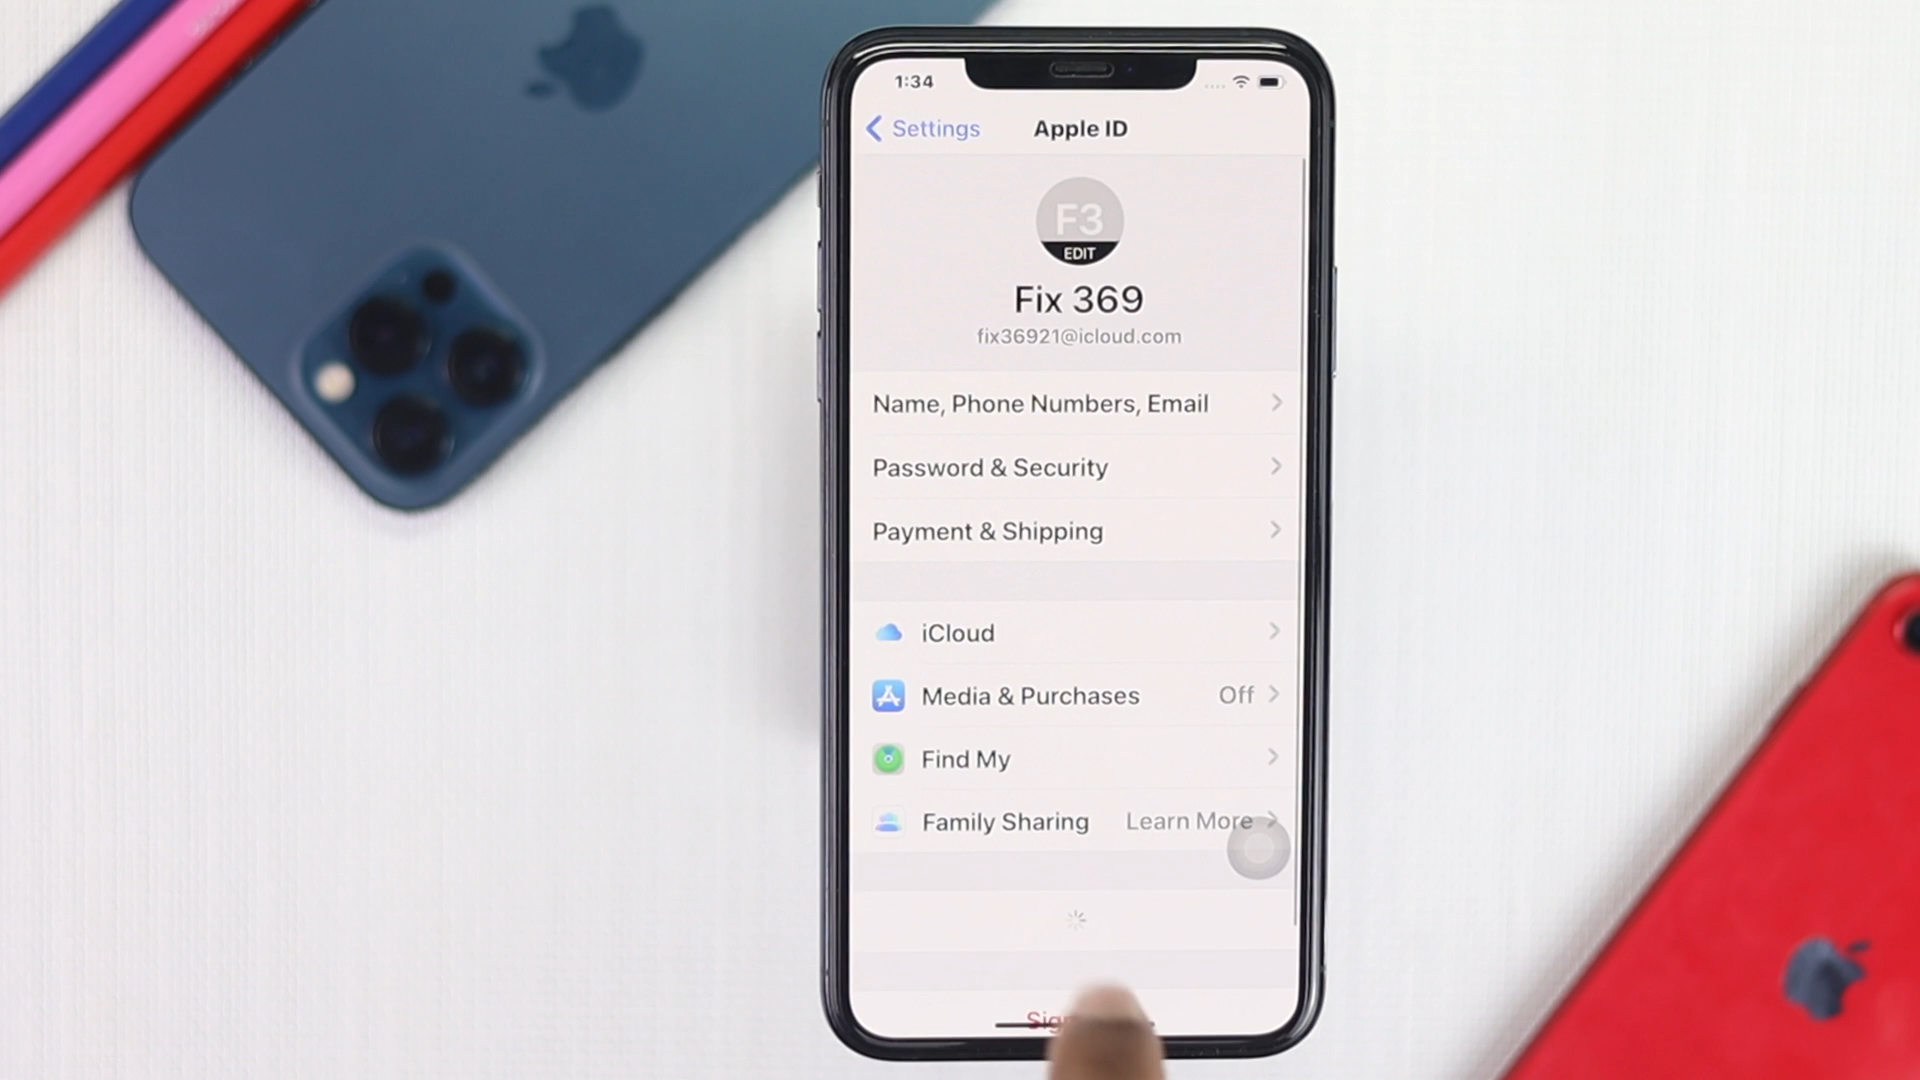 1:34
Settings
Apple ID
F3
EDIT
Fix 369
fix36921@icloud.com
Name, Phone Numbers, Email
Password & Security
Payment & Shipping
iCloud
Media & Purchases Off
Find My
Family Sharing Learn More